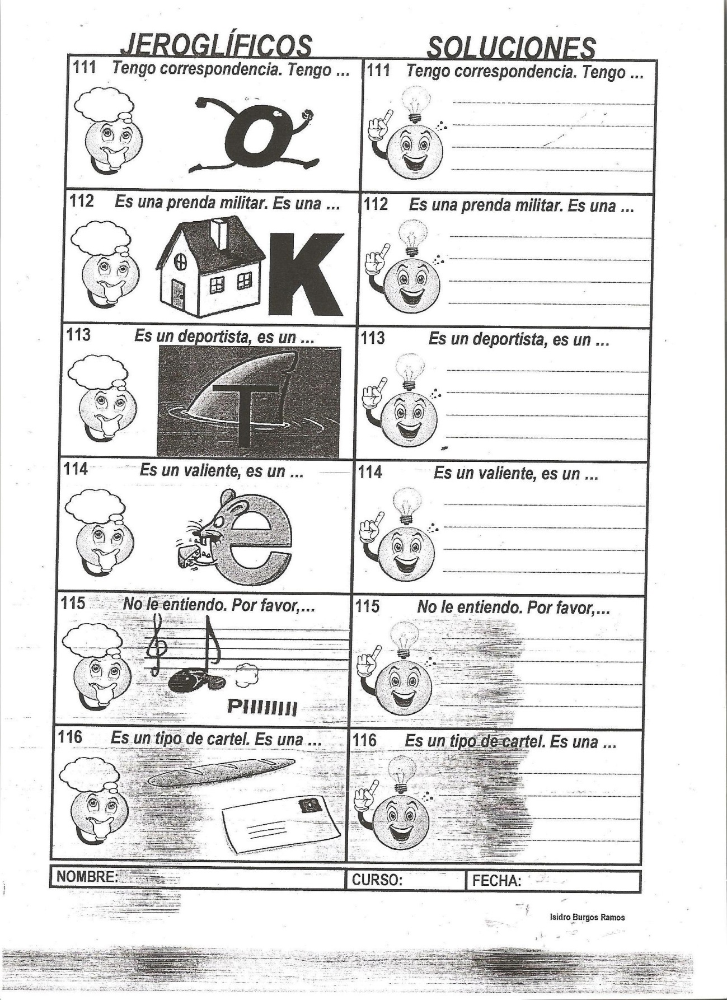 JEROGLÍFICOS
SOLUCIONES
111 Tengo correspondencia. Tengo ...
O
111 Tengo correspondencia. Tengo ...
112 Es una prenda militar. Es una ...
K
112 Es una prenda militar. Es una ...
113 Es un deportista, es un ...
T
113 Es un deportista, es un ...
114 Es un valiente, es un ...
e
114 Es un valiente, es un ...
115 No le entiendo. Por favor,...
PIIIIIIII
115 No le entiendo. Por favor,...
116 Es un tipo de cartel. Es una ...
116 Es un tipo de cartel. Es una ...
NOMBRE:
CURSO:
FECHA:
Isidro Burgos Ramos